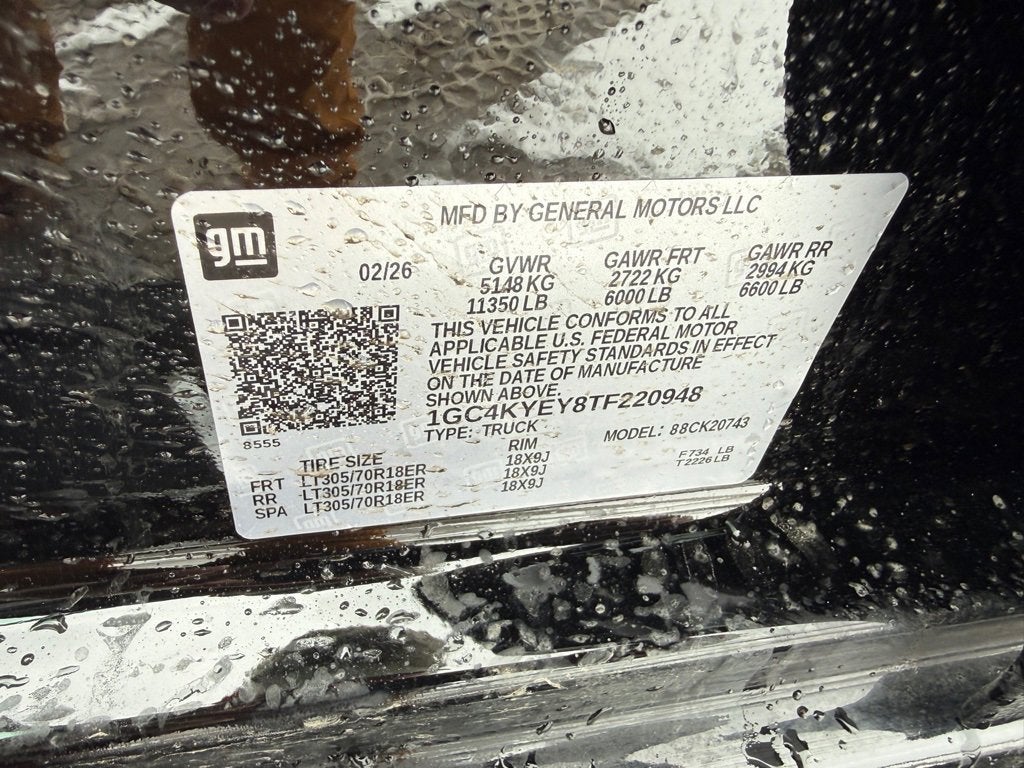 gm
MFD BY GENERAL MOTORS LLC
02/26
GVWR GAWR FRT GAWR RR
5148 KG 2722 KG 2994 KG
11350 LB 6000 LB 6600 LB
THIS VEHICLE CONFORMS TO ALL
APPLICABLE U.S. FEDERAL MOTOR
VEHICLE SAFETY STANDARDS IN EFFECT
ON THE DATE OF MANUFACTURE
SHOWN ABOVE.
1GC4KYEY8TF220948
TYPE: TRUCK MODEL: 88CK20743
8555
TIRE SIZE RIM
FRT LT305/70R18ER 18X9J
RR LT305/70R18ER 18X9J
SPA LT305/70R18ER 18X9J
F734 LB
T2226 LB